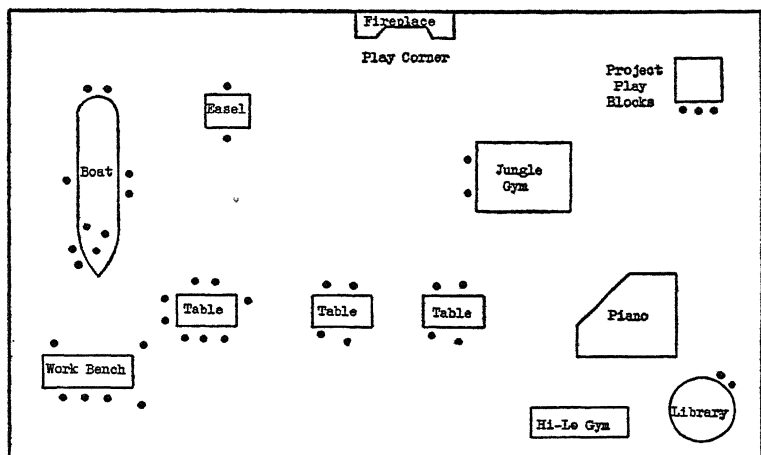 Fireplace
Play Corner
Project
Play
Blocks
Easel
Boat
Jungle
Gym
Table
Table
Table
Piano
Work Bench
Library
Hi-Lo Gym